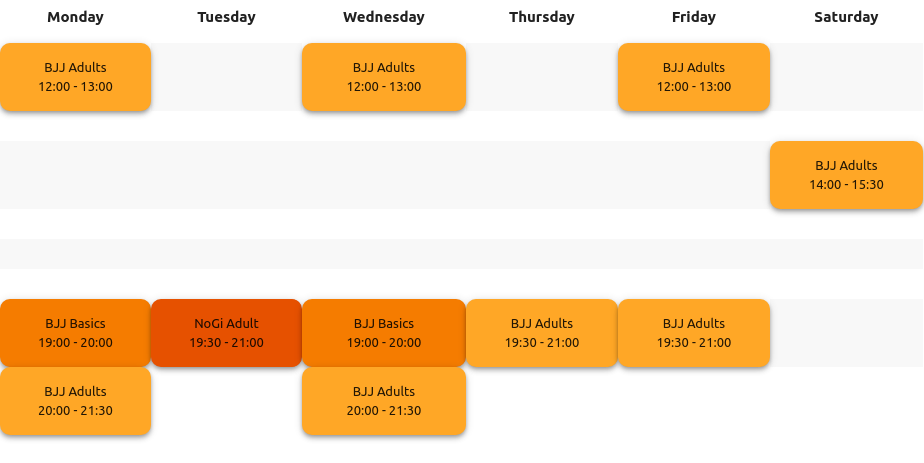 Monday Tuesday Wednesday Thursday Friday Saturday
BJJ Adults BJJ Adults BJJ Adults
12:00 - 13:00 12:00 - 13:00 12:00 - 13:00
BJJ Adults
14:00 - 15:30
BJJ Basics NoGi Adult BJJ Basics BJJ Adults BJJ Adults
19:00 - 20:00 19:30 - 21:00 19:00 - 20:00 19:30 - 21:00 19:30 - 21:00
BJJ Adults BJJ Adults
20:00 - 21:30 20:00 - 21:30